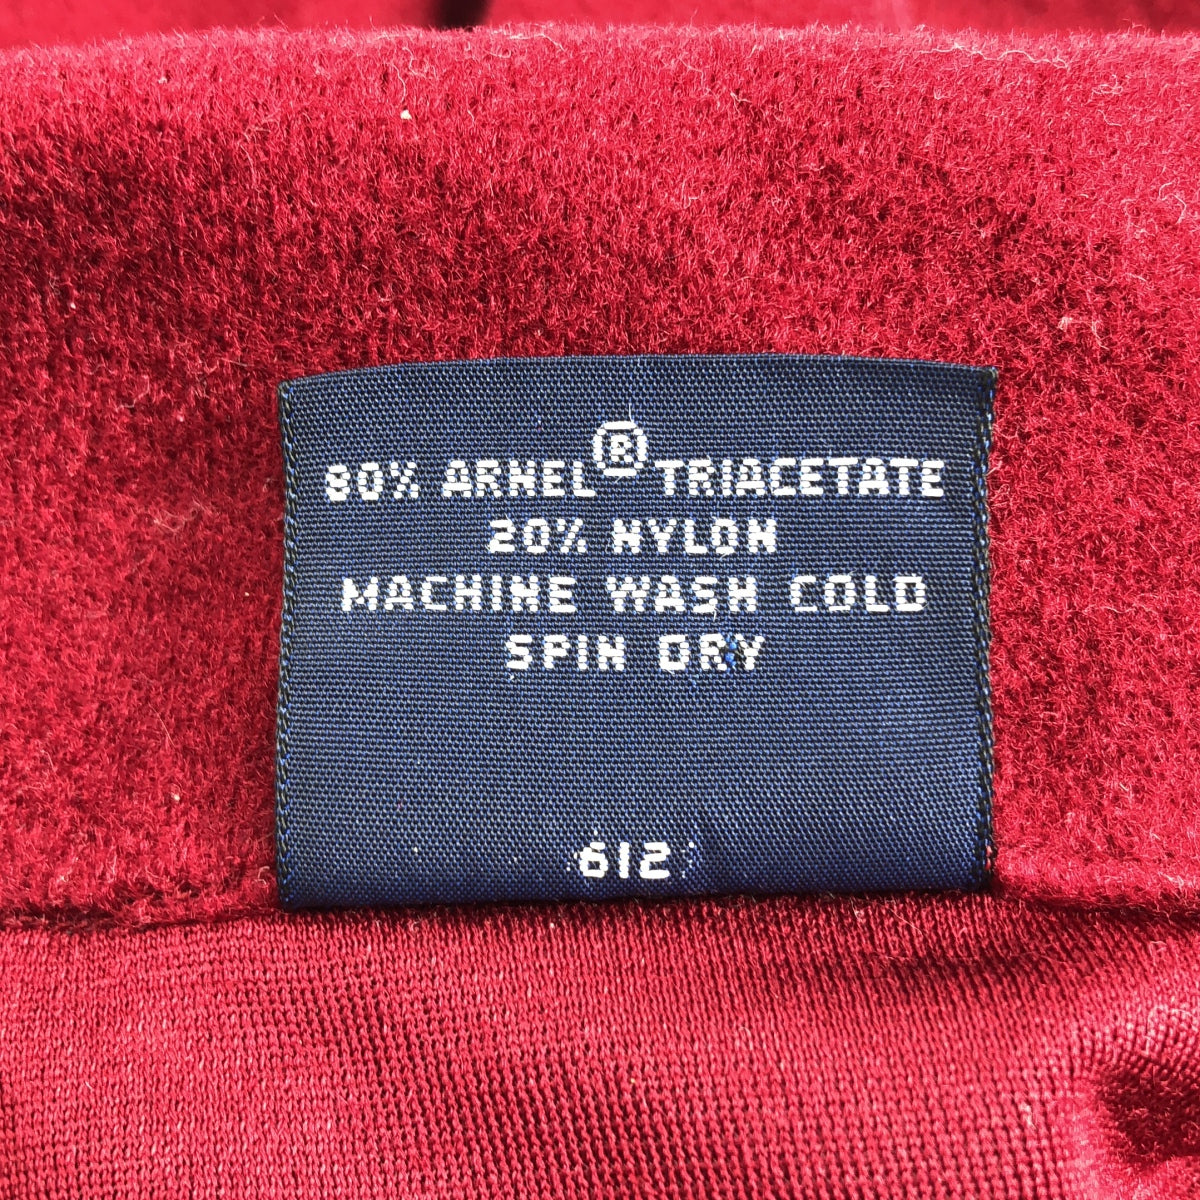 80% ARNEL® TRIACETATE
20% NYLON
MACHINE WASH COLD
SPIN DRY
612